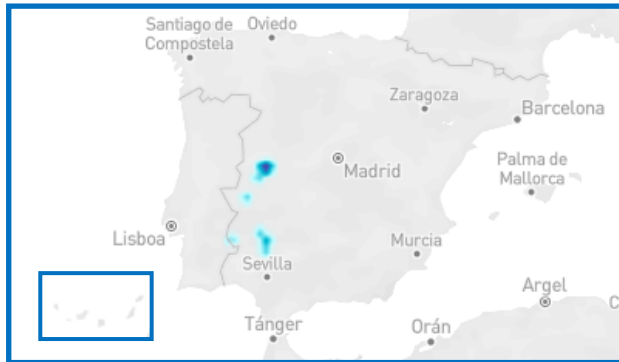 Santiago de
Compostela
Oviedo
Zaragoza
Barcelona
Madrid
Palma de
Mallorca
Lisboa
Murcia
Sevilla
Argel
C
Tánger
Orán